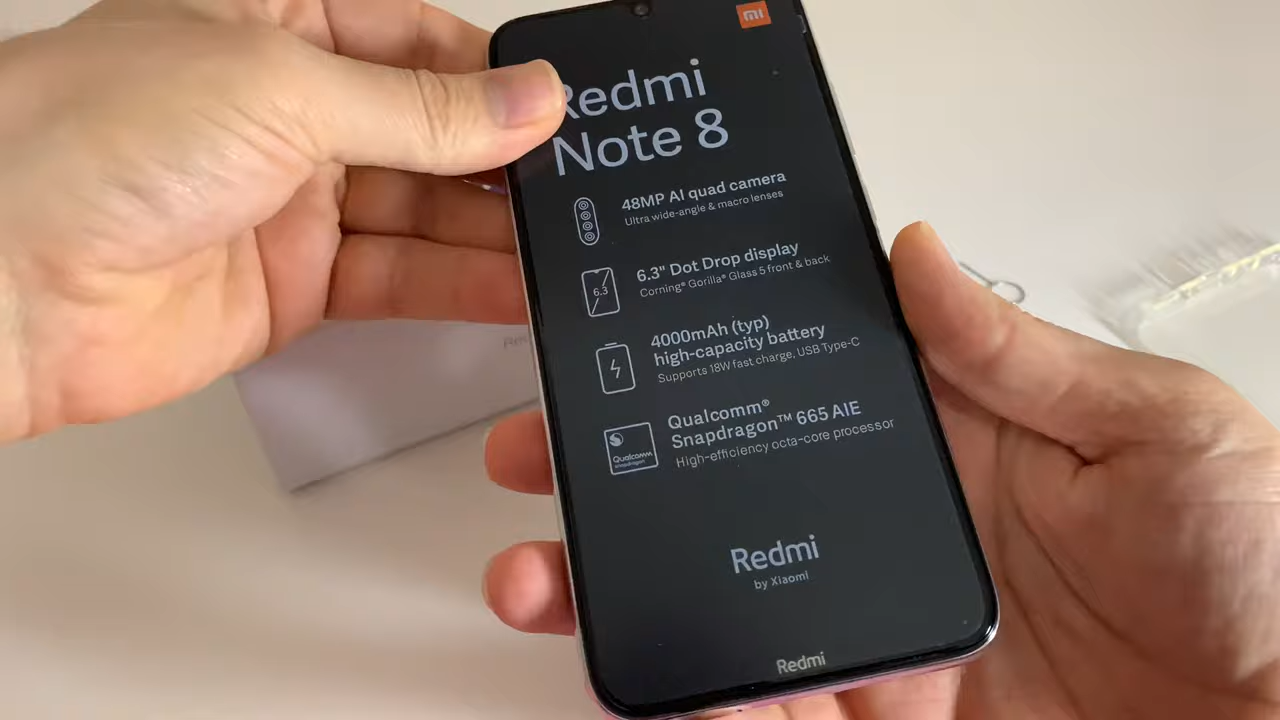 mi
Redmi
Note 8
48MP AI quad camera
Ultra wide-angle & macro lenses
6.3
6.3" Dot Drop display
Corning® Gorilla® Glass 5 front & back
4000mAh (typ)
high-capacity battery
Supports 18W fast charge, USB Type-C
Qualcomm
snapdragon
Qualcomm®
Snapdragon™ 665 AIE
High-efficiency octa-core processor
Redmi
by Xiaomi
Redmi